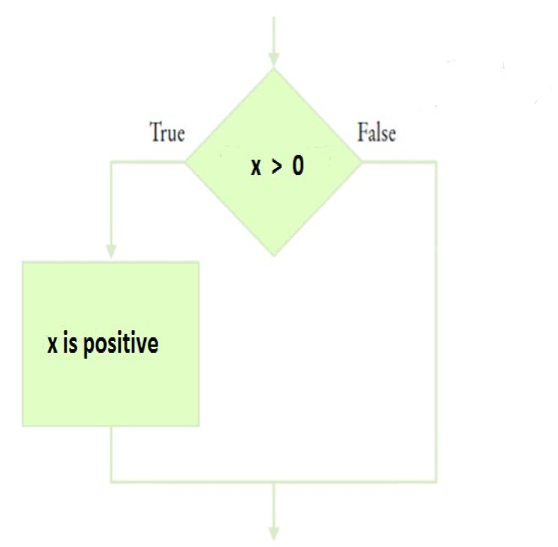 True
False
x > 0
x is positive